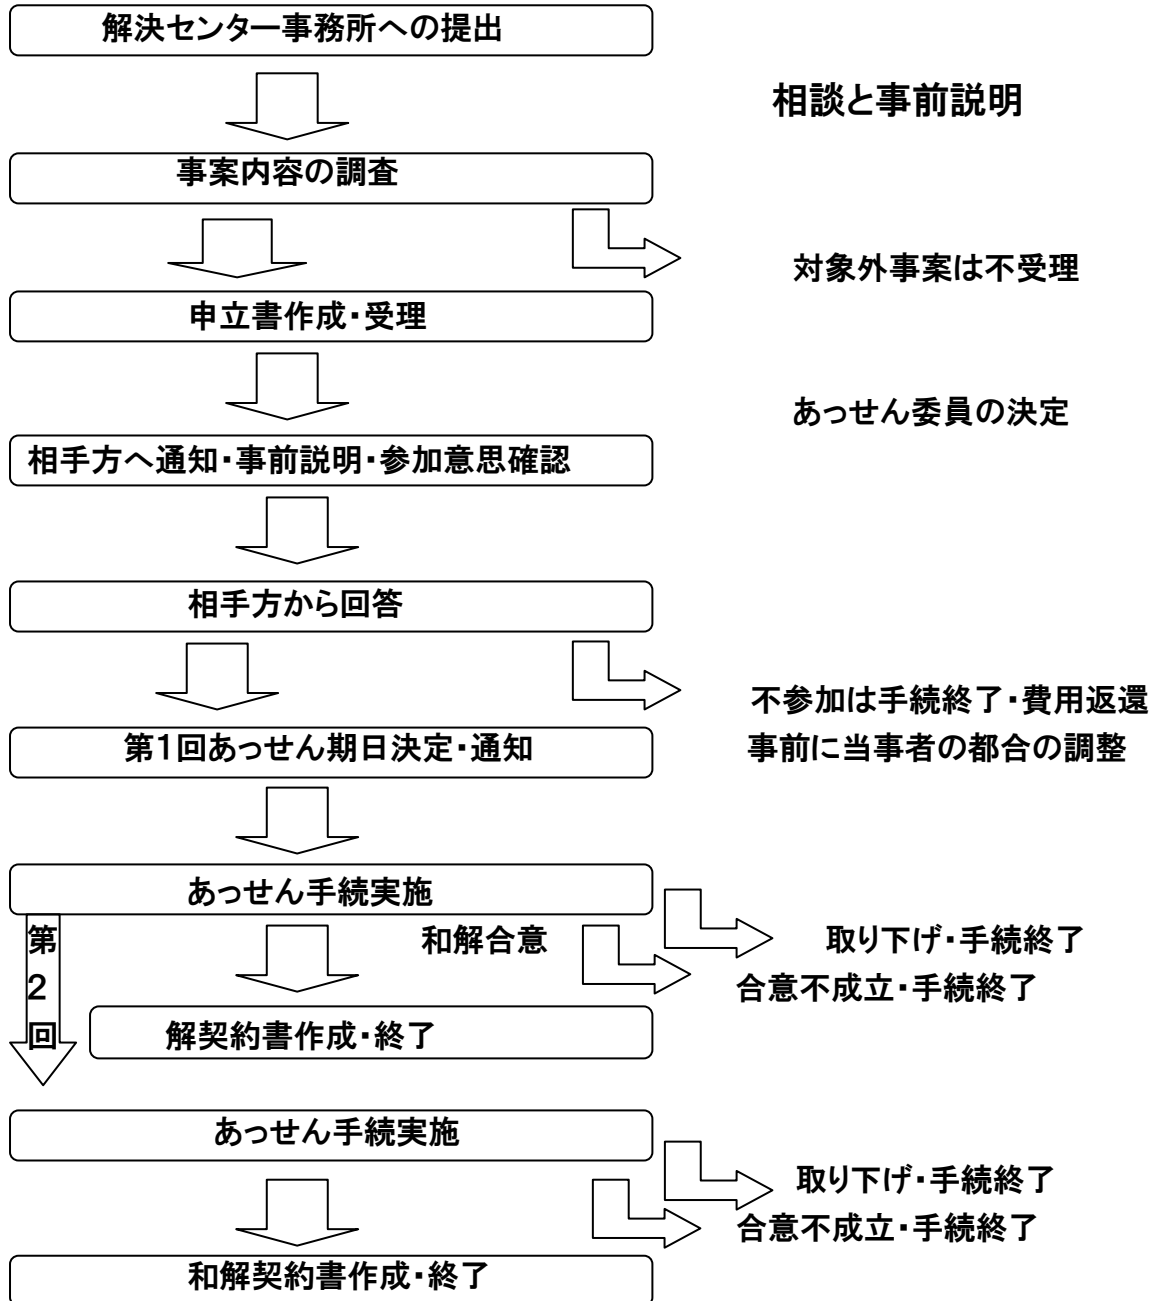 解決センター事務所への提出
相談と事前説明
事案内容の調査
対象外事案は不受理
申立書作成・受理
あっせん委員の決定
相手方へ通知・事前説明・参加意思確認
相手方から回答
不参加は手続終了・費用返還
第1回あっせん期日決定・通知
事前に当事者の都合の調整
あっせん手続実施
第2回
和解合意
取り下げ・手続終了
合意不成立・手続終了
解契約書作成・終了
あっせん手続実施
取り下げ・手続終了
合意不成立・手続終了
和解契約書作成・終了